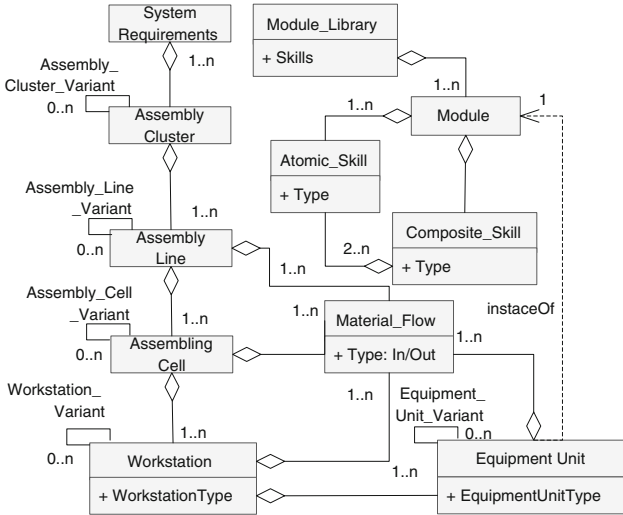 System
Requirements
1..n
Assembly_
Cluster_Variant
0..n
Assembly
Cluster
Assembly_Line
_Variant
0..n
1..n
Assembly
Line
1..n
Assembly_Cell
_Variant
0..n
1..n
Assembling
Cell
Workstation_
Variant
0..n
1..n
Workstation
+ WorkstationType
Module_Library
+ Skills
1..n
1..n
Module
1
Atomic_Skill
+ Type
2..n
Composite_Skill
+ Type
instaceOf
1..n
Material_Flow
+ Type: In/Out
1..n
1..n
Equipment_
Unit_Variant
0..n
1..n
Equipment Unit
+ EquipmentUnitType